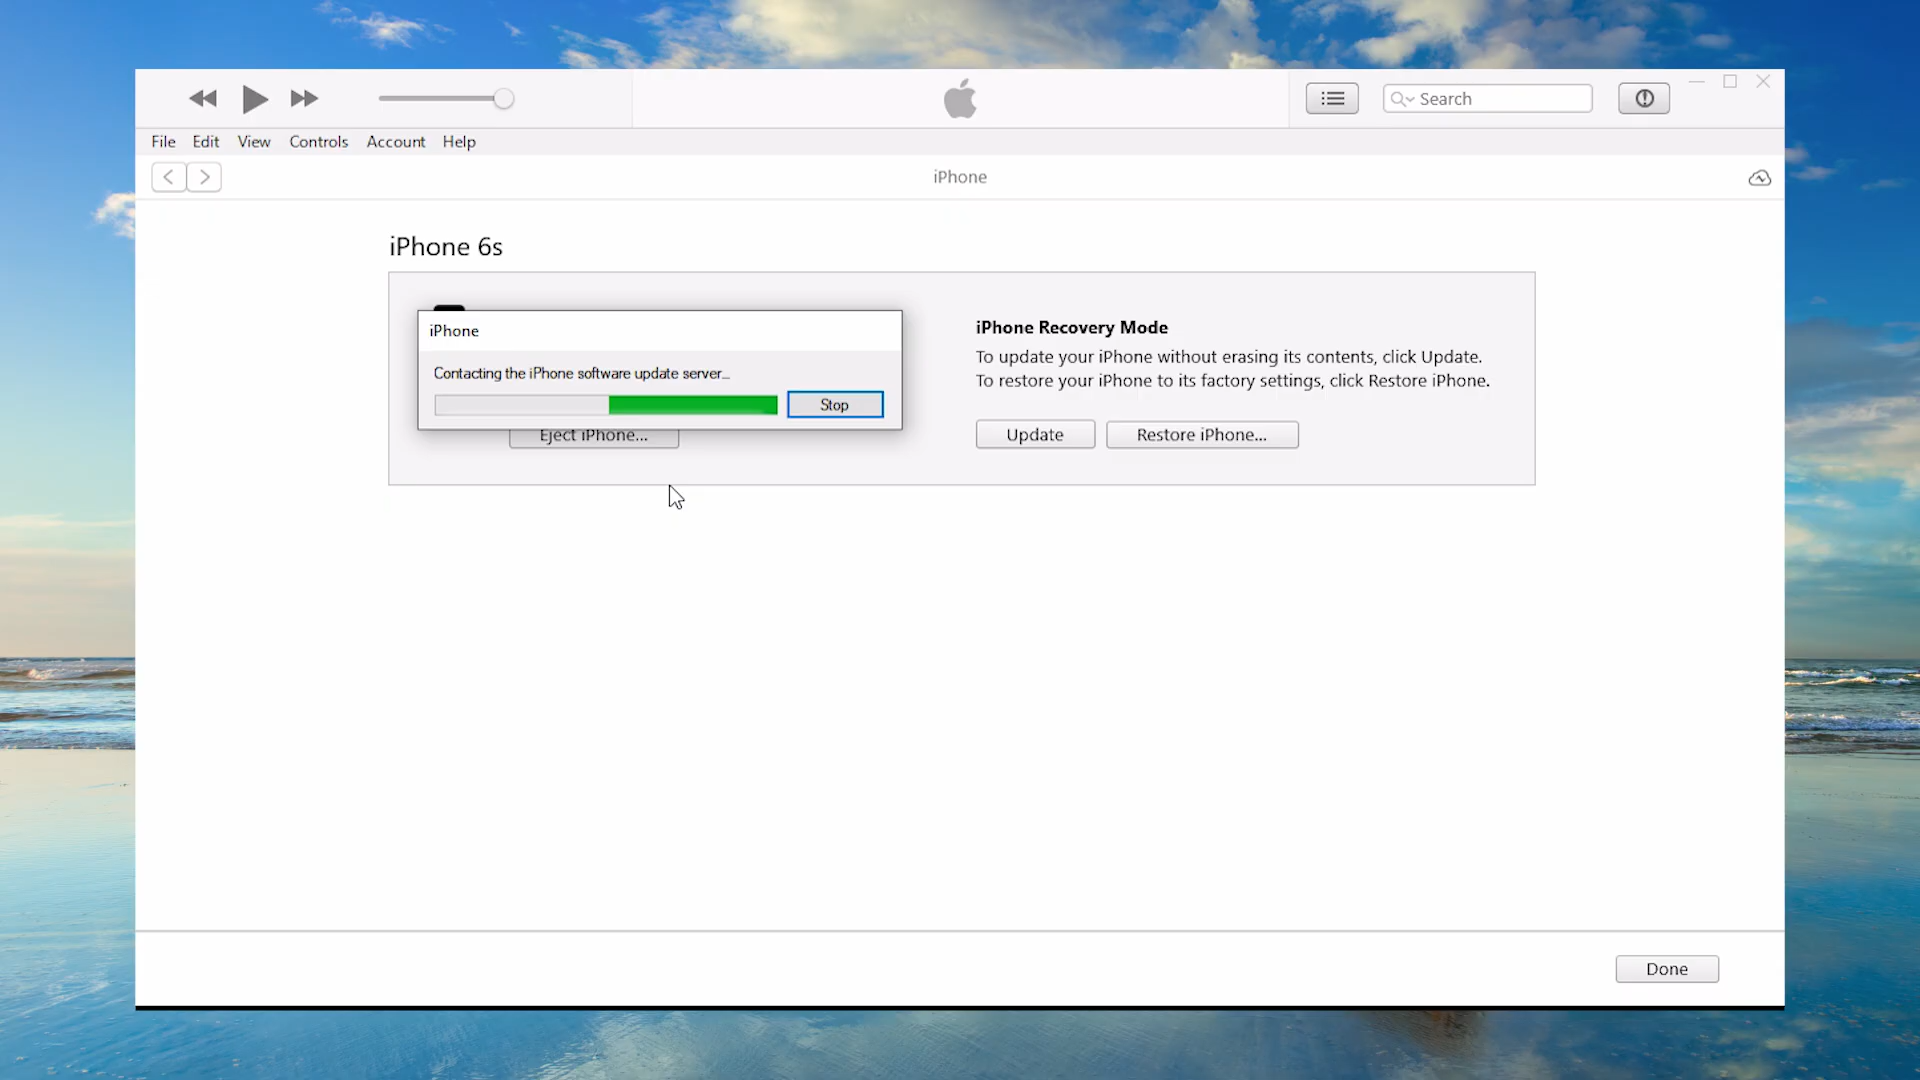 Search
File Edit View Controls Account Help
iPhone
iPhone 6s
iPhone
Contacting the iPhone software update server...
Stop
Eject iPhone...
iPhone Recovery Mode
To update your iPhone without erasing its contents, click Update.
To restore your iPhone to its factory settings, click Restore iPhone.
Update Restore iPhone...
Done